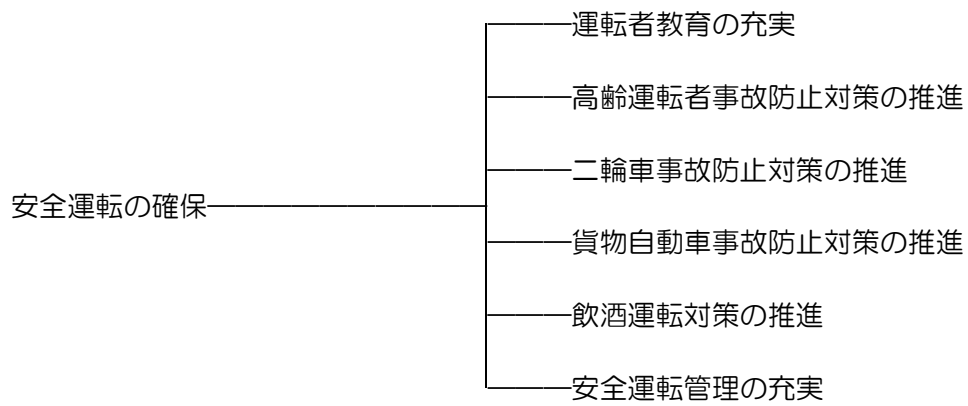 運転者教育の充実
高齢運転者事故防止対策の推進
二輪車事故防止対策の推進
安全運転の確保
貨物自動車事故防止対策の推進
飲酒運転対策の推進
安全運転管理の充実